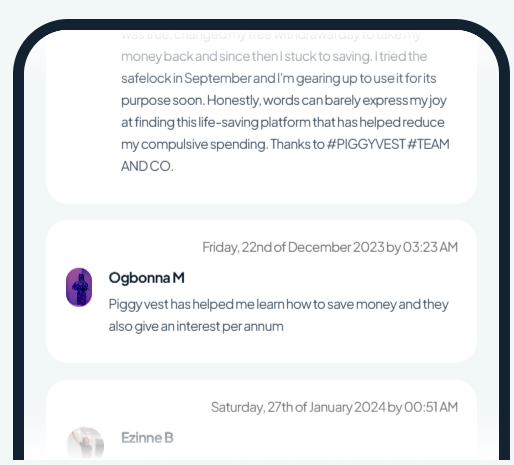 was true, changed my free withdrawal day to take my
money back and since then I stuck to saving. I tried the
safelock in September and I'm gearing up to use it for its
purpose soon. Honestly, words can barely express my joy
at finding this life-saving platform that has helped reduce
my compulsive spending. Thanks to #PIGGYVEST #TEAM
AND CO.
Friday, 22nd of December 2023 by 03:23 AM
Ogbonna M
Piggy vest has helped me learn how to save money and they
also give an interest per annum
Saturday, 27th of January 2024 by 00:51 AM
Ezinne B